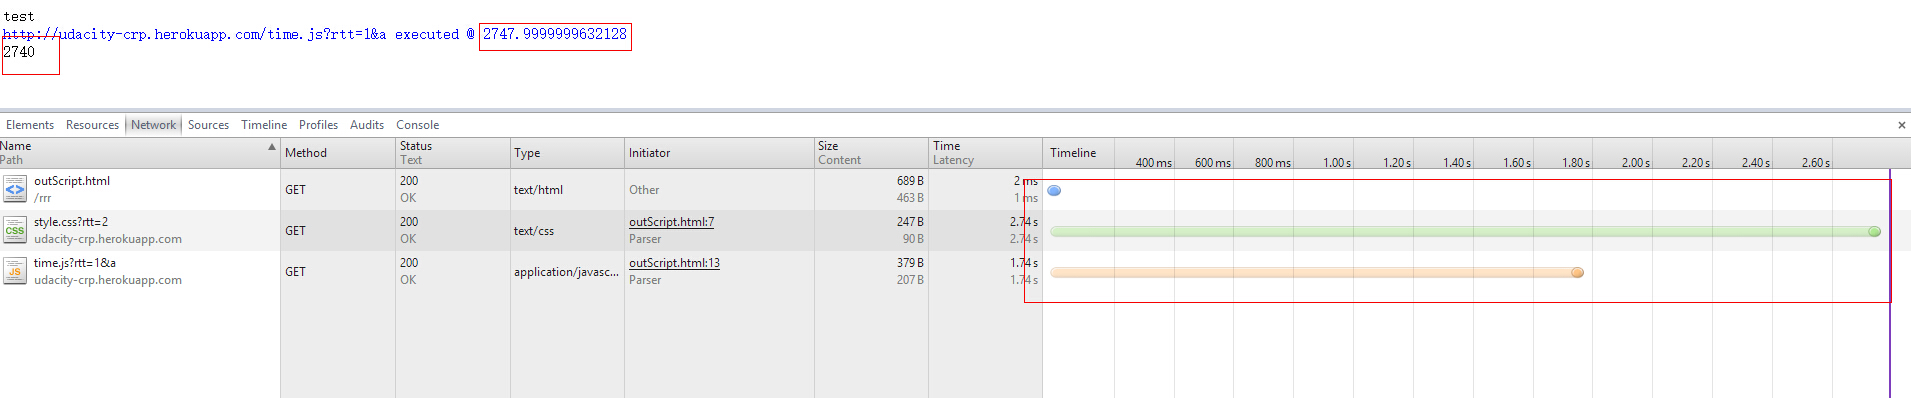 test
http://udacity-crp.herokuapp.com/time.js?rtt=1&a executed @ 2747.9999999632128
2740
Elements Resources Network Sources Timeline Profiles Audits Console ×
Name Method Status Type Initiator Size Time Timeline
Path Text Content Latency
400 ms 600 ms 800 ms 1.00 s 1.20 s 1.40 s 1.60 s 1.80 s 2.00 s 2.20 s 2.40 s 2.60 s
outScript.html GET 200 text/html Other 689 B 2 ms
/rrr OK 463 B 1 ms
style.css?rtt=2 GET 200 text/css outScript.html:7 247 B 2.74 s
udacity-crp.herokuapp.com OK Parser 90 B 2.74 s
time.js?rtt=1&a GET 200 application/javasc... outScript.html:13 379 B 1.74 s
udacity-crp.herokuapp.com OK Parser 207 B 1.74 s